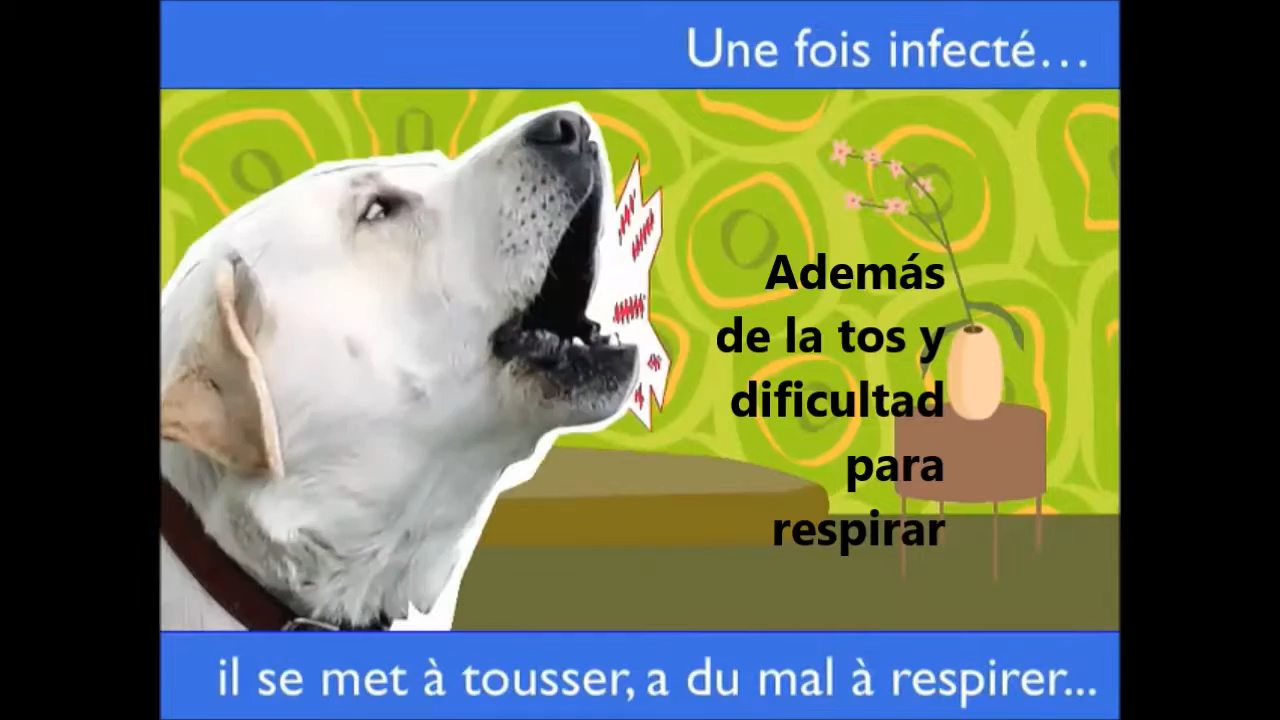 Une fois infecté…
Además
de la tos y
dificultad
para
respirar
il se met à tousser, a du mal à respirer...